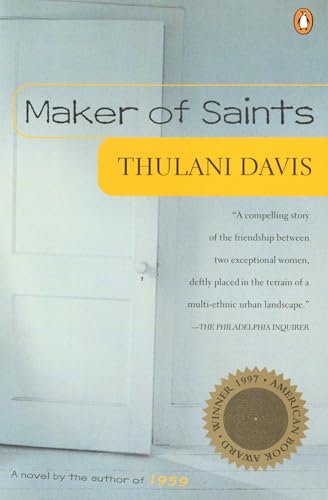 Maker of Saints
THULANI DAVIS
“A compelling story
of the friendship between
two exceptional women,
deftly placed in the terrain of a
multi-ethnic urban landscape.”
—THE PHILADELPHIA INQUIRER
WINNER 1997 • AMERICAN BOOK AWARD •
A novel by the author of 1959